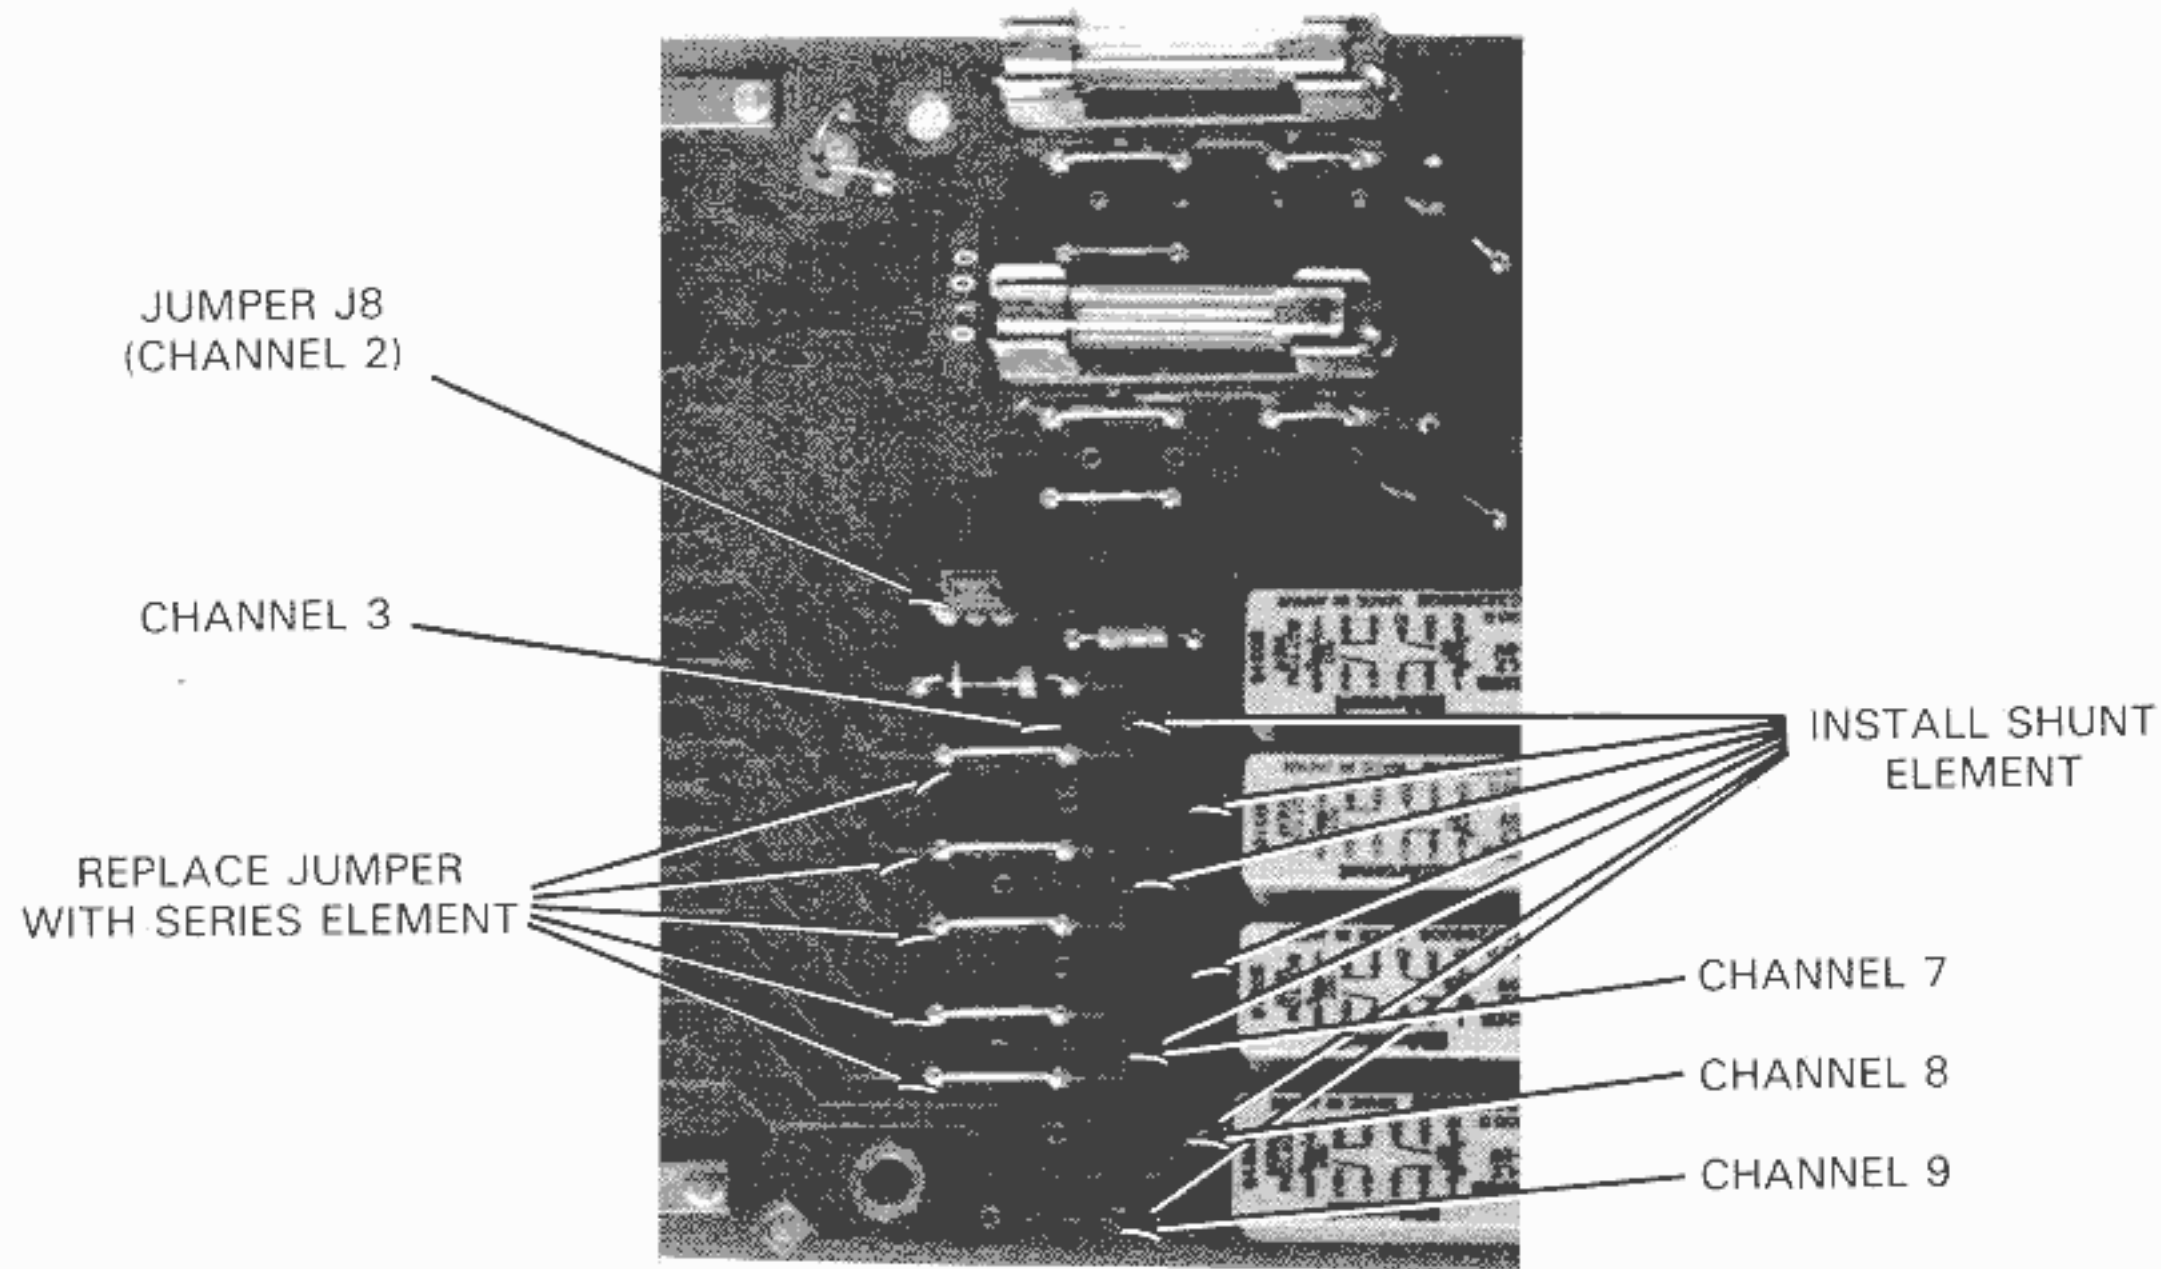 JUMPER J8
(CHANNEL 2)
CHANNEL 3
REPLACE JUMPER
WITH SERIES ELEMENT
INSTALL SHUNT
ELEMENT
CHANNEL 7
CHANNEL 8
CHANNEL 9